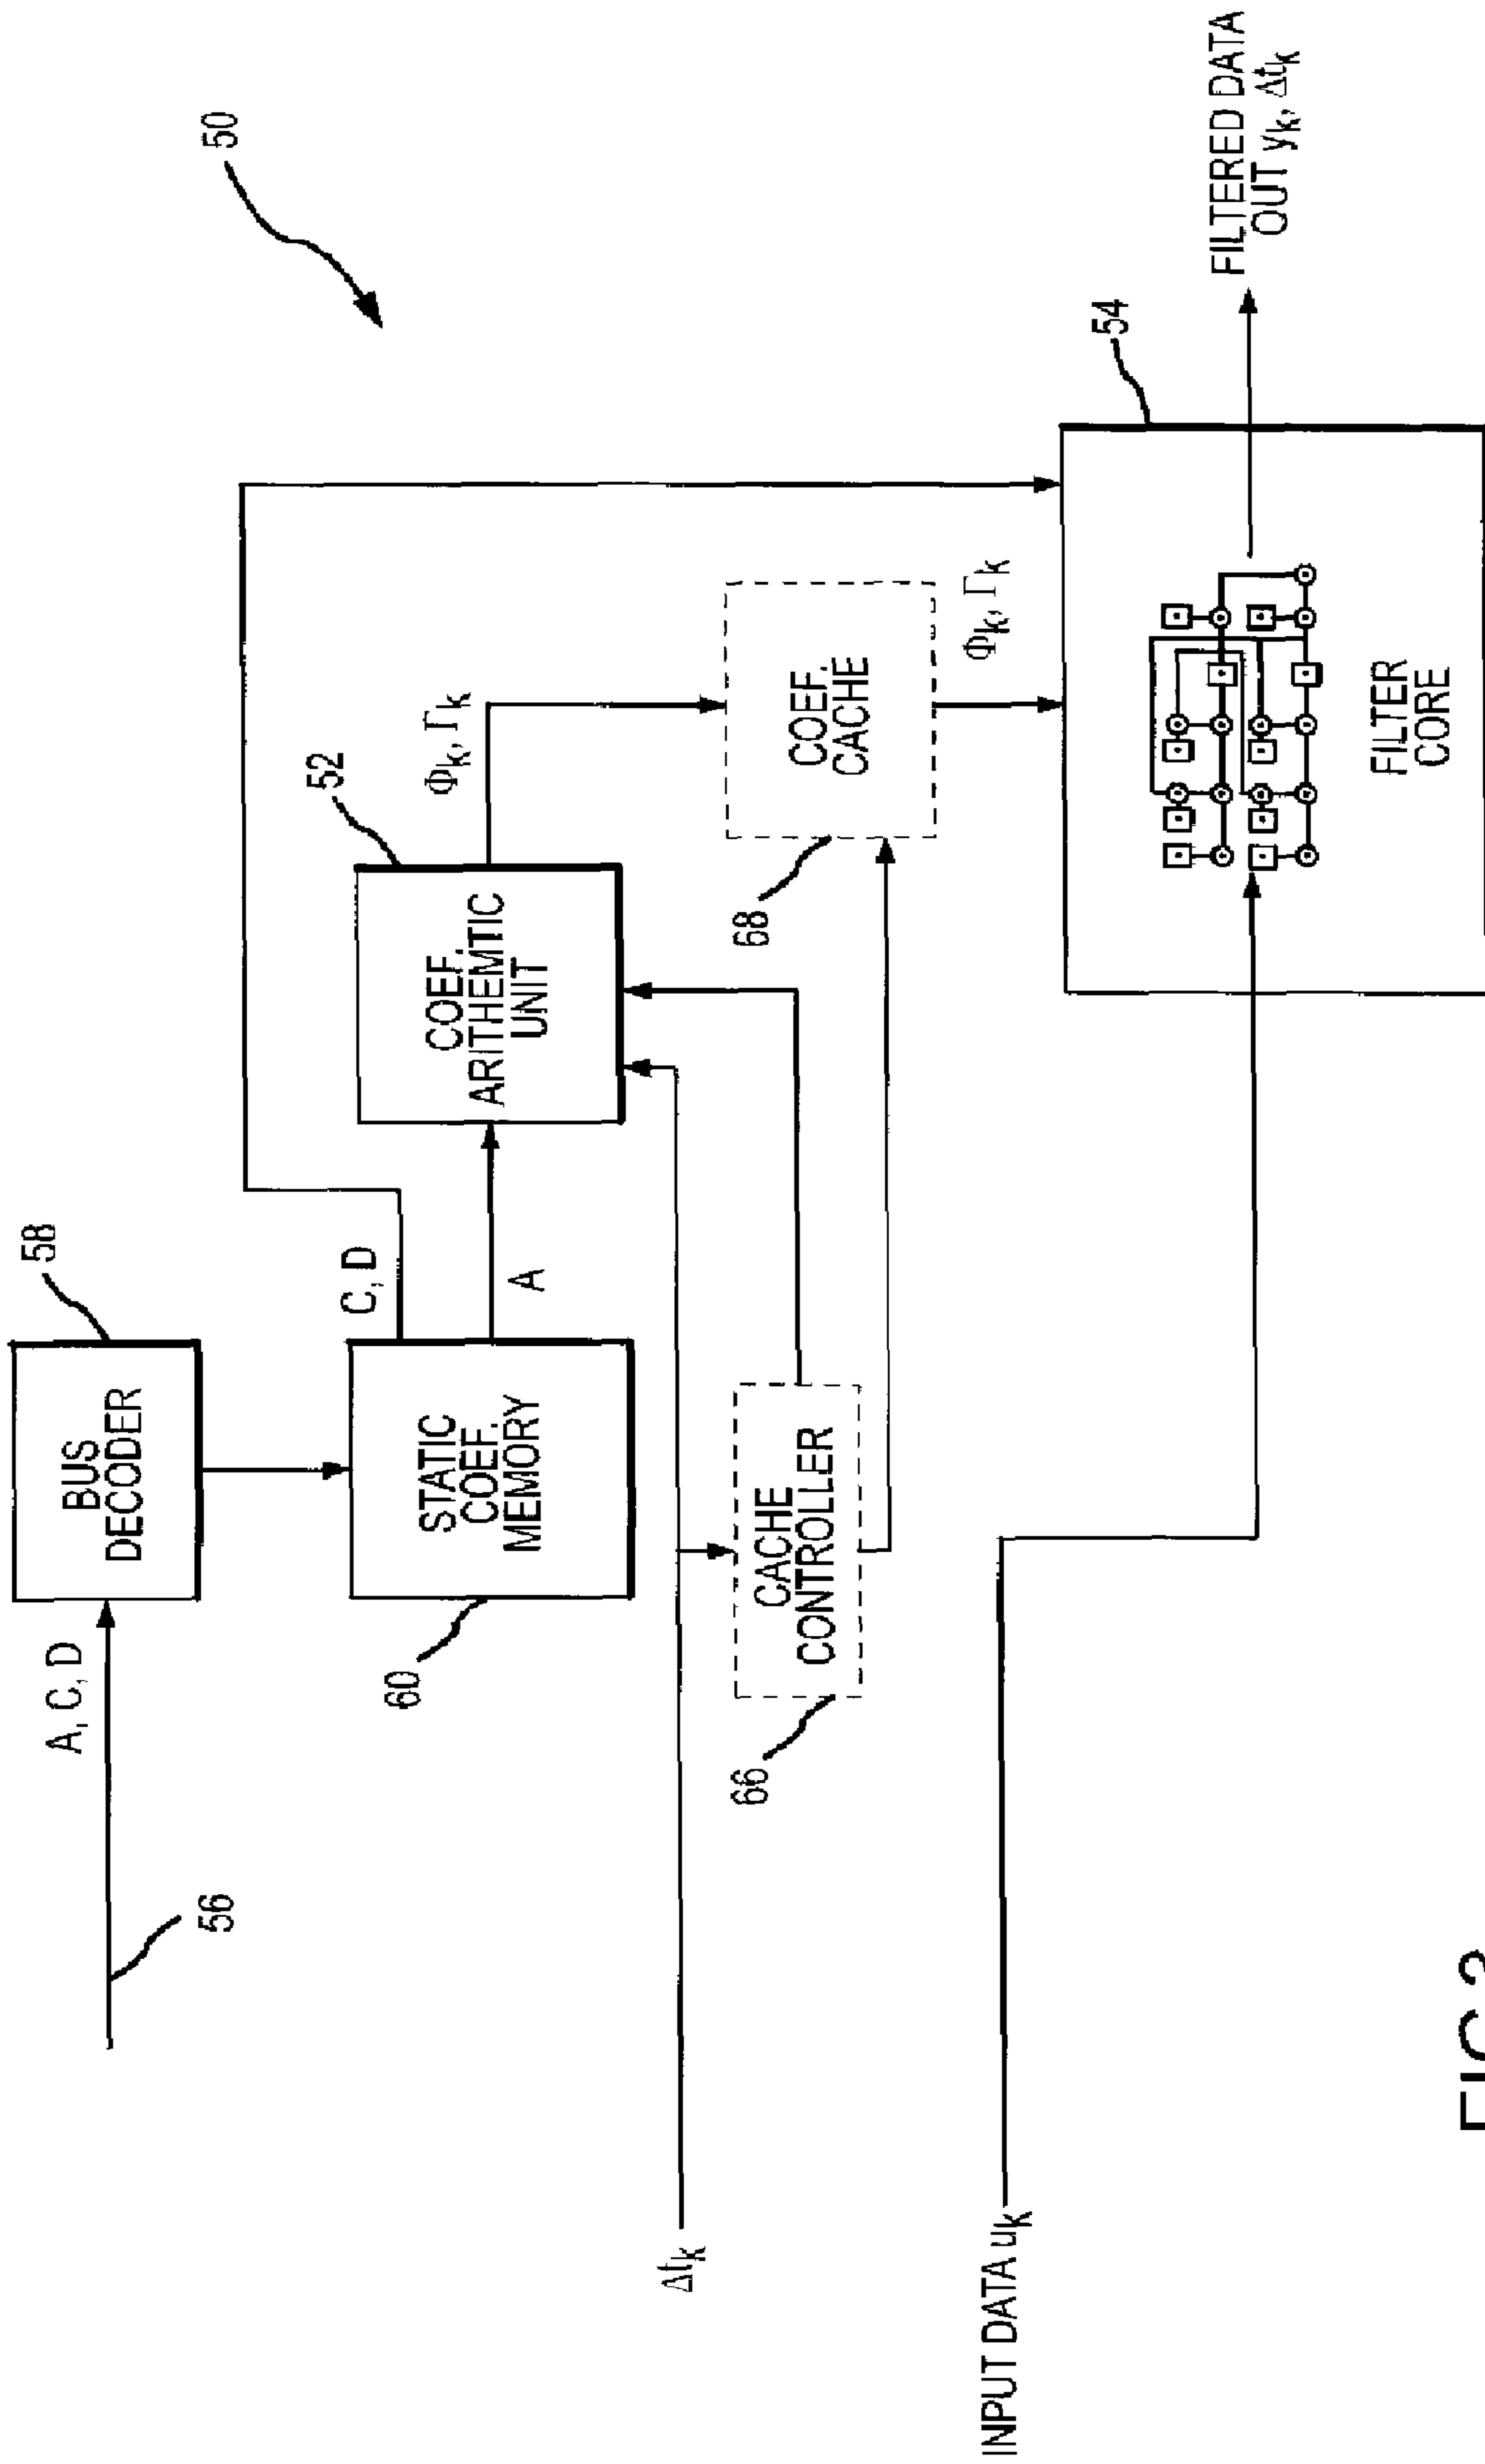 50
56
A, C, D
BUS
DECODER
58
STATIC
COEF.
MEMORY
60
C, D
A
COEF.
ARITHEMTIC
UNIT
52
Φk, Γk
Δtk
CACHE
CONTROLLER
66
COEF.
CACHE
68
Φk, Γk
INPUT DATA uk
FILTER
CORE
54
FILTERED DATA
OUT yk, Δtk